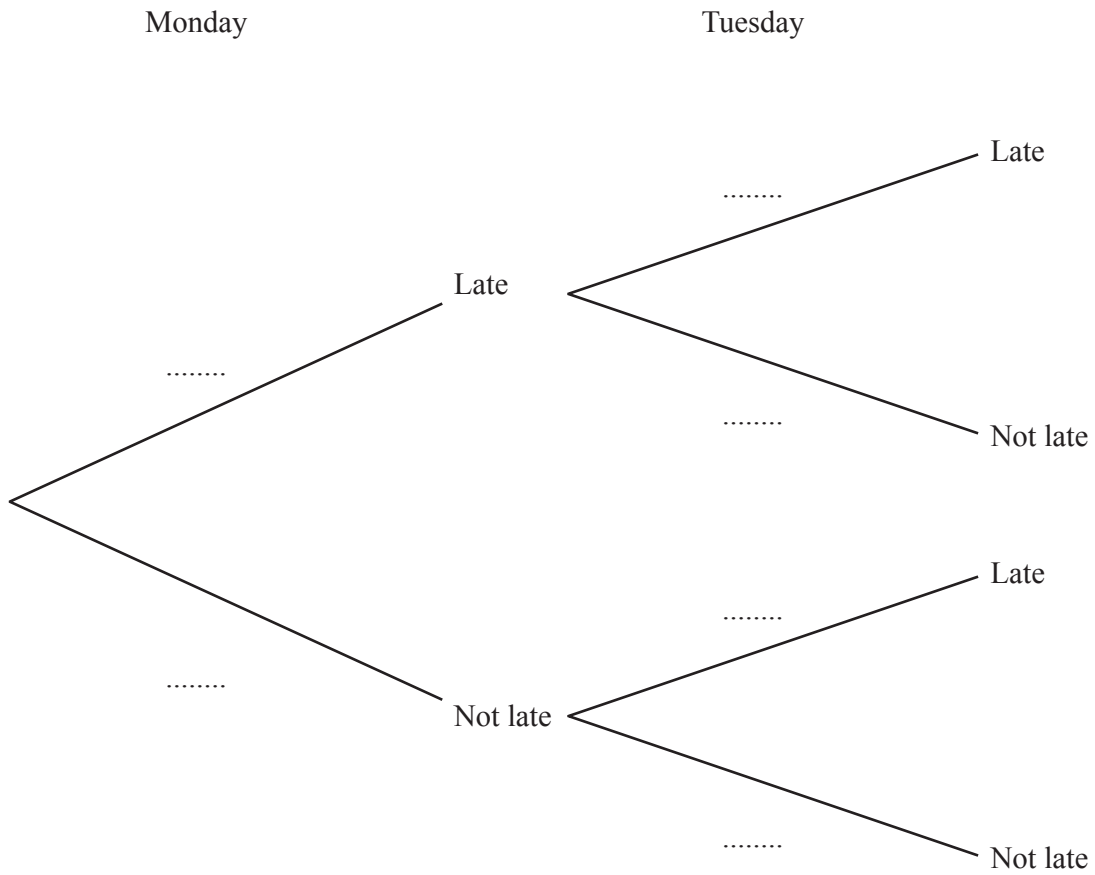 Monday Tuesday
Late
........
Late
........
........
Not late
Late
........
........
Not late
........
Not late